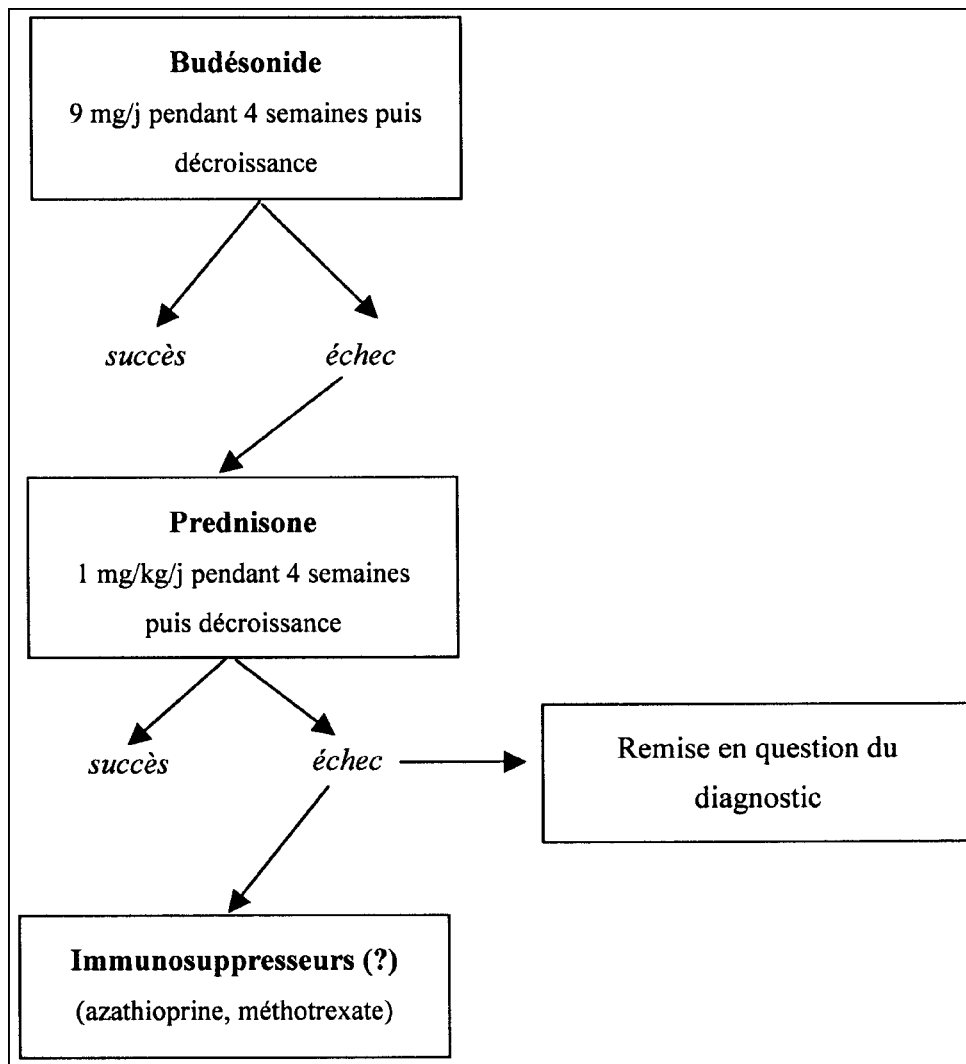 Budésonide
9 mg/j pendant 4 semaines puis
décroissance
succès
échec
Prednisone
1 mg/kg/j pendant 4 semaines
puis décroissance
succès
échec
Remise en question du
diagnostic
Immunosuppresseurs (?)
(azathioprine, méthotrexate)